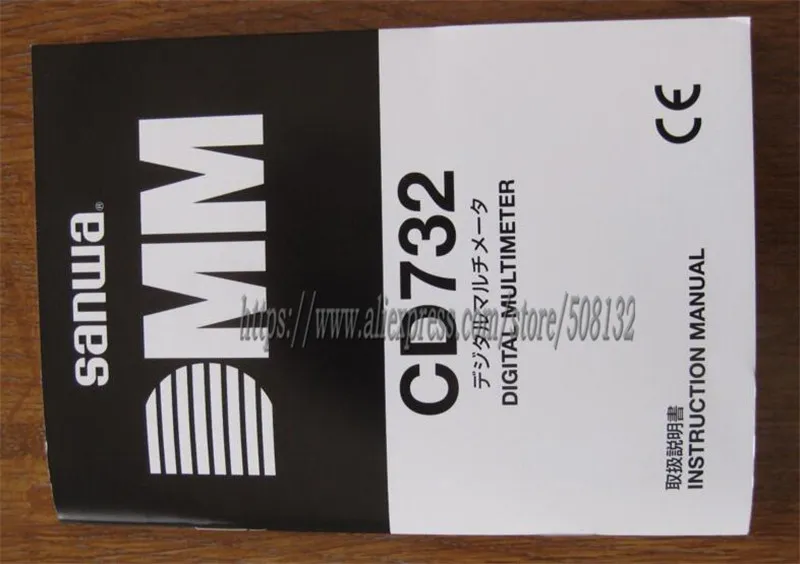 sanwa®
DMM
CD732
デジタルマルチメータ
DIGITAL MULTIMETER
取扱説明書
INSTRUCTION MANUAL
CE
https://www.aliexpress.com/store/508132